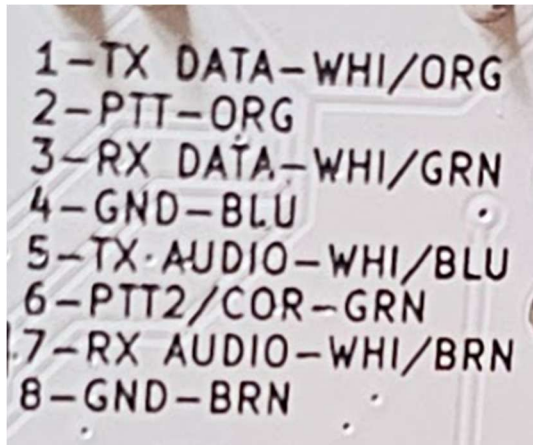 1-TX DATA-WHI/ORG
2-PTT-ORG
3-RX DATA-WHI/GRN
4-GND-BLU
5-TX AUDIO-WHI/BLU
6-PTT2/COR-GRN
7-RX AUDIO-WHI/BRN
8-GND-BRN